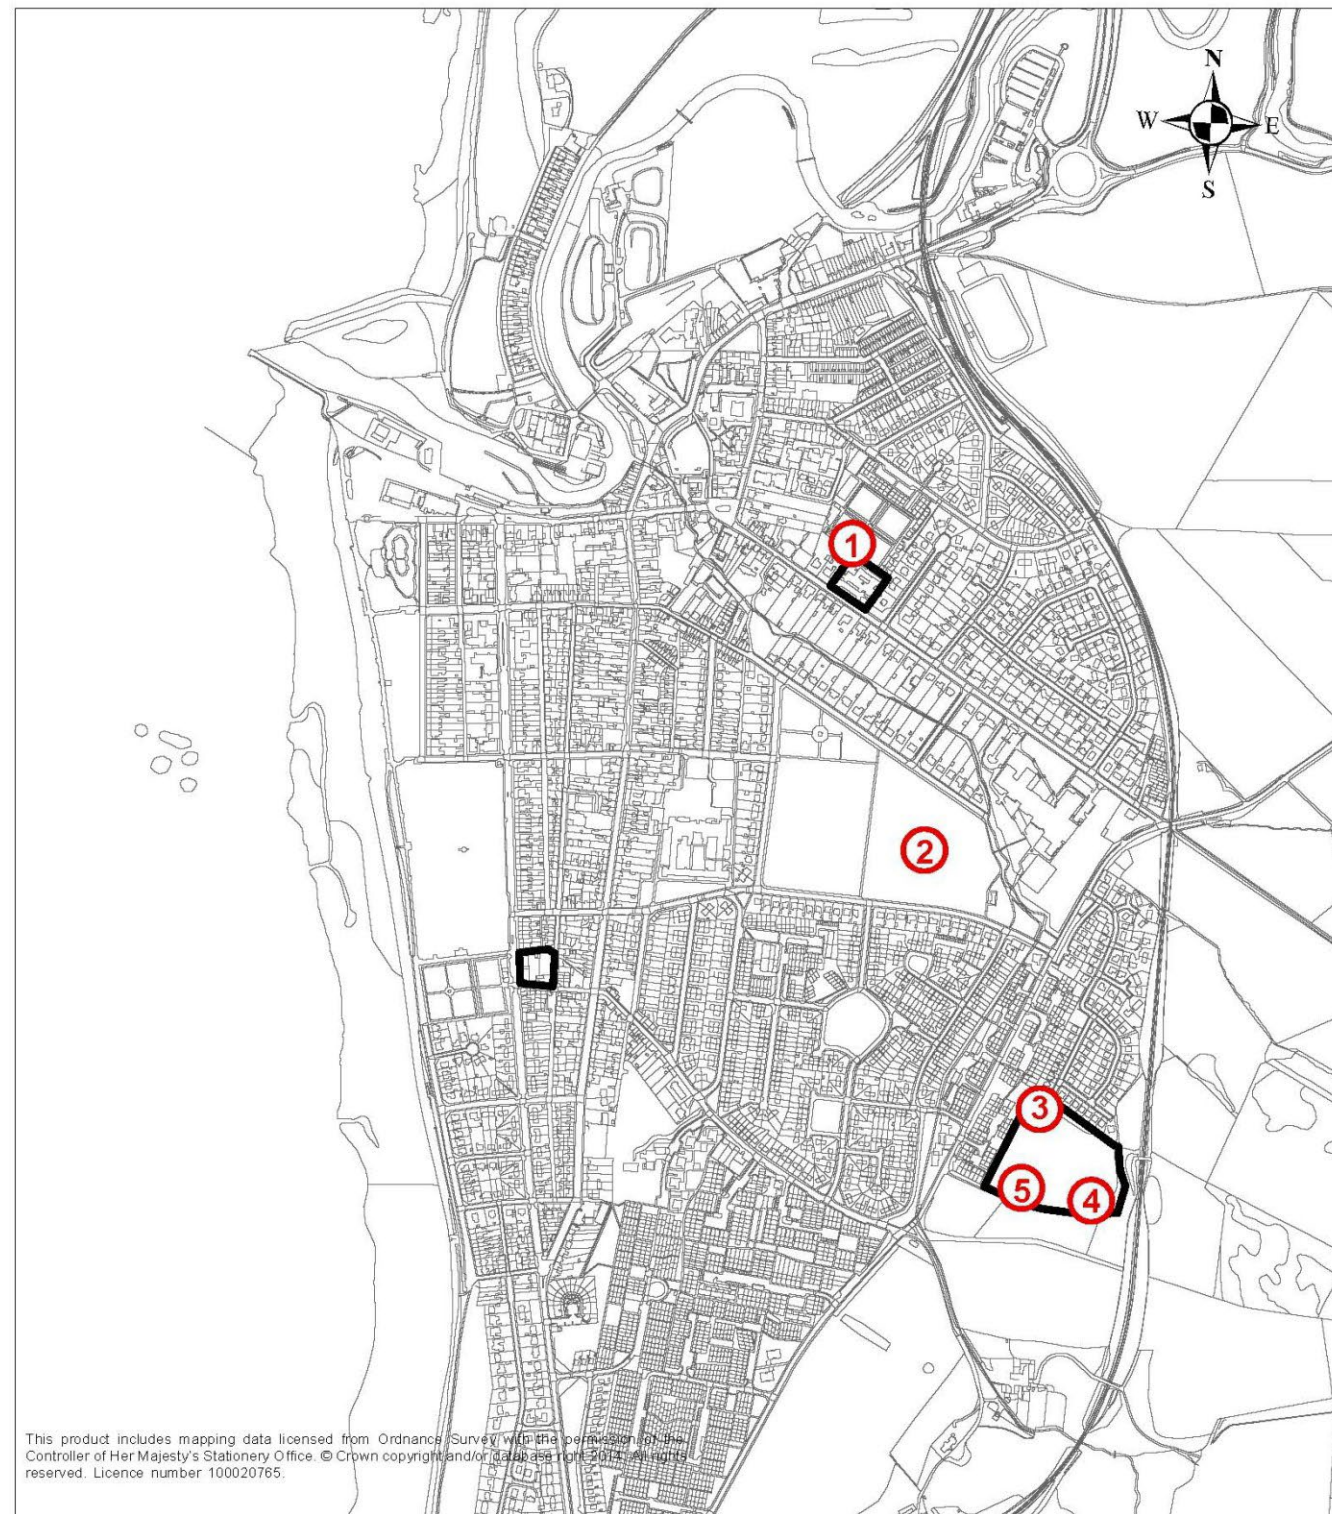 N
W E
S
1
2
3
5 4
This product includes mapping data licensed from Ordnance Survey with the permission of the
Controller of Her Majesty's Stationery Office. © Crown copyright and/or database right 2014. All rights
reserved. Licence number 100020765.